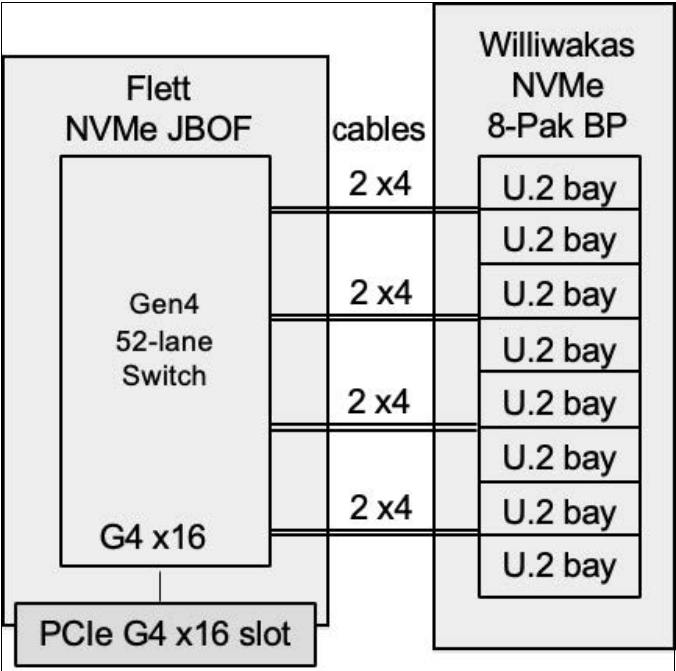 Flett
NVMe JBOF
cables
Williwakas
NVMe
8-Pak BP
Gen4
52-lane
Switch
G4 x16
PCIe G4 x16 slot
2 x4
2 x4
2 x4
2 x4
U.2 bay
U.2 bay
U.2 bay
U.2 bay
U.2 bay
U.2 bay
U.2 bay
U.2 bay